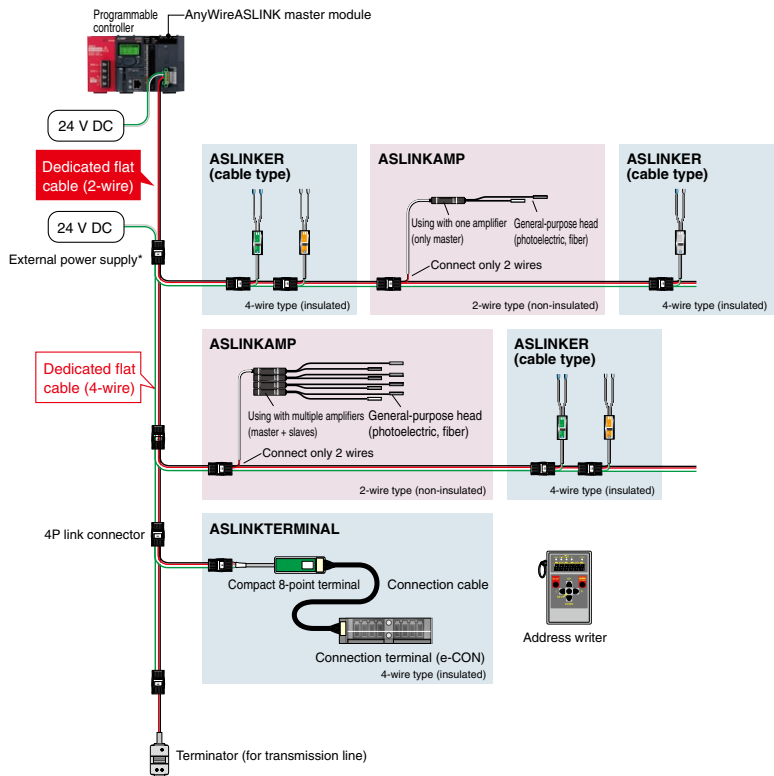 Programmable
controller
AnyWireASLINK master module
24 V DC
Dedicated flat
cable (2-wire)
24 V DC
External power supply*
ASLINKER
(cable type)
4-wire type (insulated)
ASLINKAMP
Using with one amplifier
(only master)
General-purpose head
(photoelectric, fiber)
Connect only 2 wires
2-wire type (non-insulated)
ASLINKER
(cable type)
4-wire type (insulated)
Dedicated flat
cable (4-wire)
ASLINKAMP
Using with multiple amplifiers
(master + slaves)
General-purpose head
(photoelectric, fiber)
Connect only 2 wires
2-wire type (non-insulated)
ASLINKER
(cable type)
4-wire type (insulated)
4P link connector
ASLINKTERMINAL
Compact 8-point terminal
Connection cable
Connection terminal (e-CON)
4-wire type (insulated)
Address writer
Terminator (for transmission line)